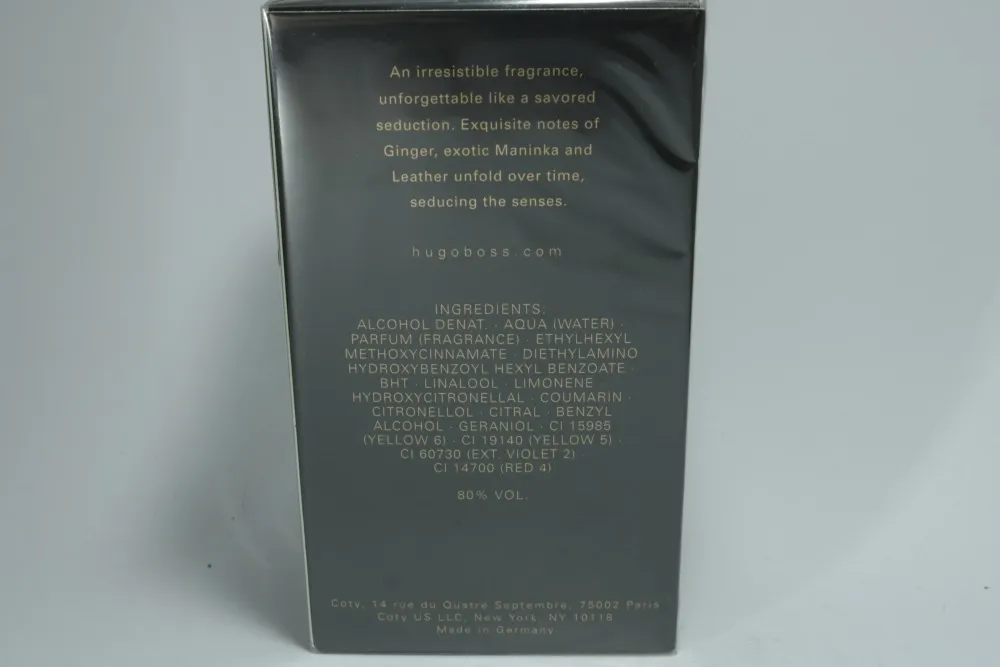 An irresistible fragrance,
unforgettable like a savored
seduction. Exquisite notes of
Ginger, exotic Maninka and
Leather unfold over time,
seducing the senses.
hugoboss.com
INGREDIENTS:
ALCOHOL DENAT. · AQUA (WATER) ·
PARFUM (FRAGRANCE) · ETHYLHEXYL
METHOXYCINNAMATE · DIETHYLAMINO
HYDROXYBENZOYL HEXYL BENZOATE ·
BHT · LINALOOL · LIMONENE ·
HYDROXYCITRONELLAL · COUMARIN ·
CITRONELLOL · CITRAL · BENZYL
ALCOHOL · GERANIOL · CI 15985
(YELLOW 6) · CI 19140 (YELLOW 5) ·
CI 60730 (EXT. VIOLET 2) ·
CI 14700 (RED 4)
80% VOL.
Coty, 14 rue du Quatre Septembre, 75002 Paris
Coty US LLC, New York, NY 10118
Made in Germany